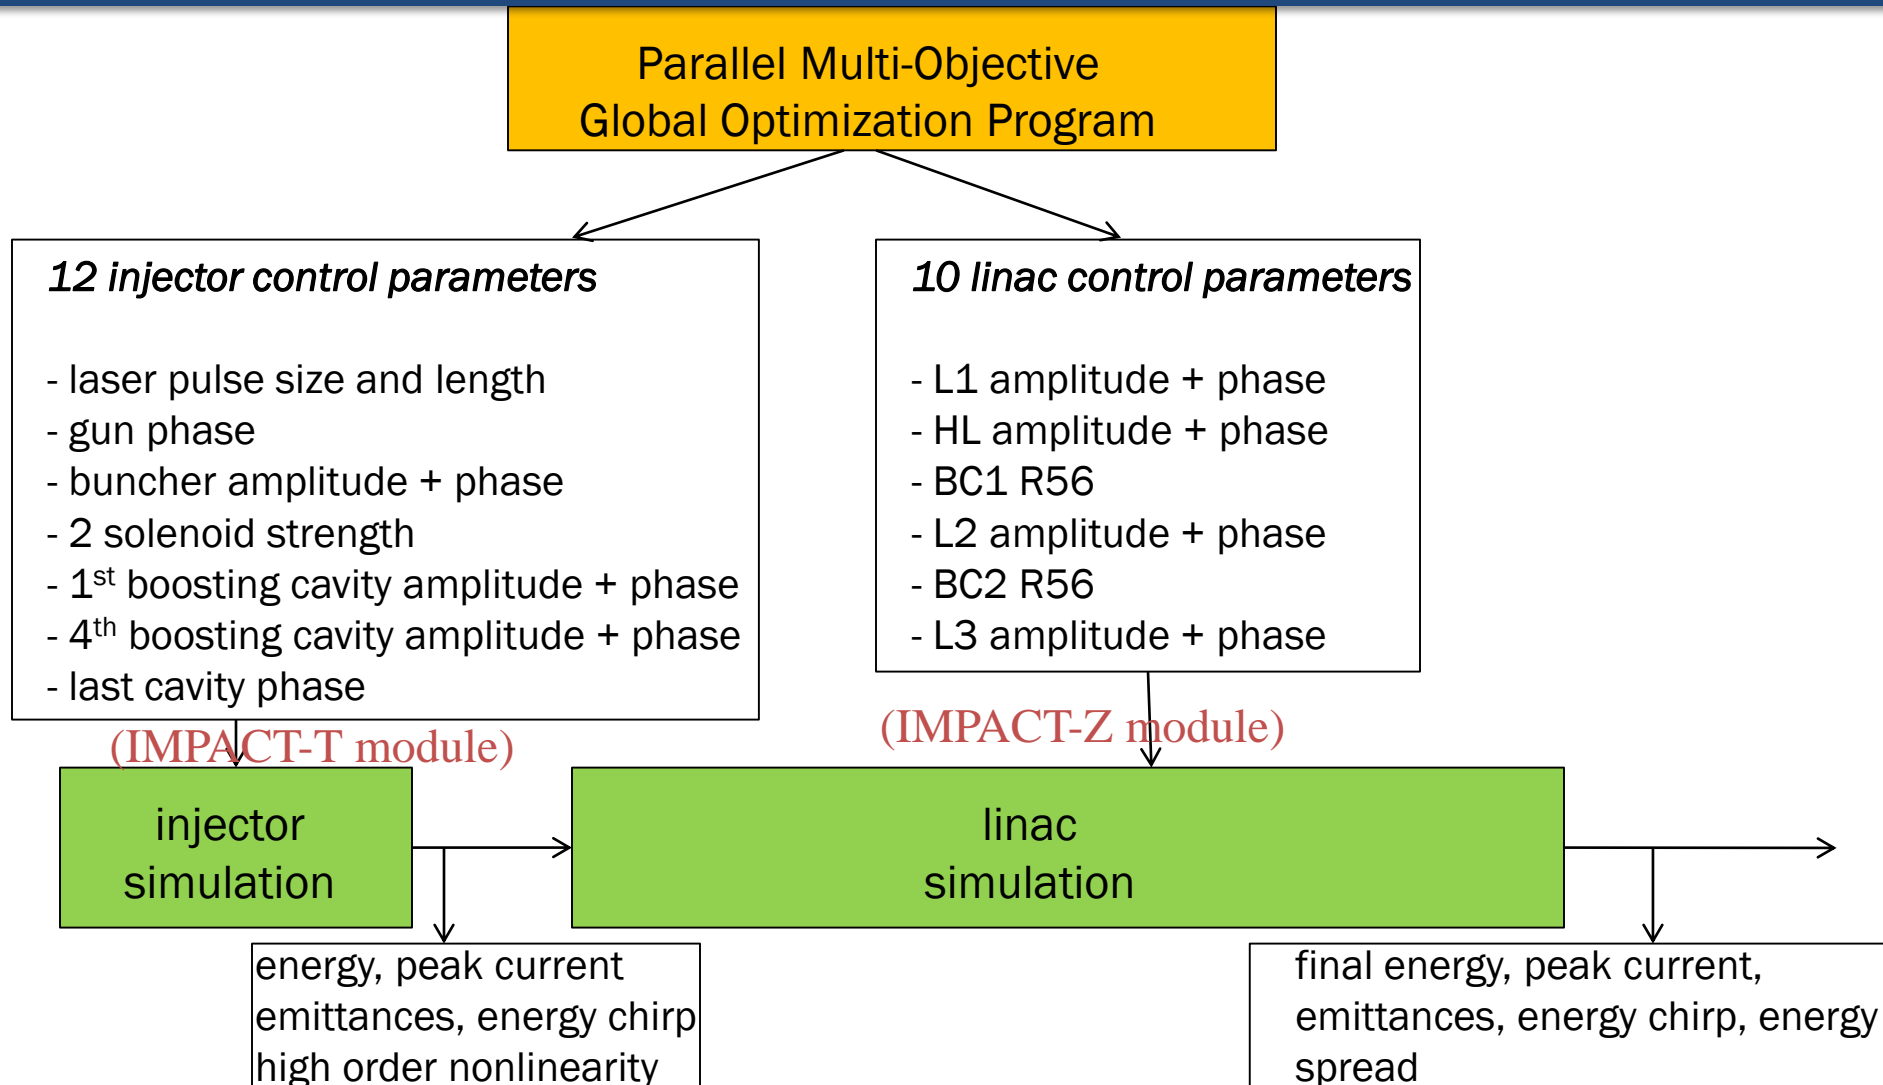 Parallel Multi-Objective
Global Optimization Program
12 injector control parameters
- laser pulse size and length
- gun phase
- buncher amplitude + phase
- 2 solenoid strength
- 1st boosting cavity amplitude + phase
- 4th boosting cavity amplitude + phase
- last cavity phase
10 linac control parameters
- L1 amplitude + phase
- HL amplitude + phase
- BC1 R56
- L2 amplitude + phase
- BC2 R56
- L3 amplitude + phase
(IMPACT-T module)
(IMPACT-Z module)
injector
simulation
linac
simulation
energy, peak current
emittances, energy chirp
high order nonlinearity
final energy, peak current,
emittances, energy chirp, energy
spread